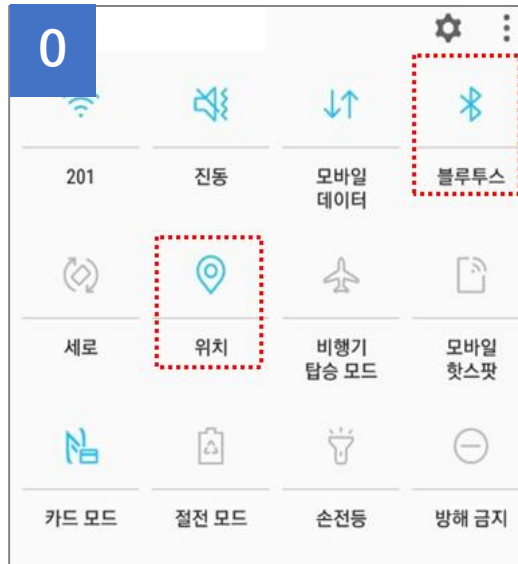 0
201
진동
모바일
데이터
블루투스
세로
위치
비행기
탑승 모드
모바일
핫스팟
카드 모드
절전 모드
손전등
방해 금지